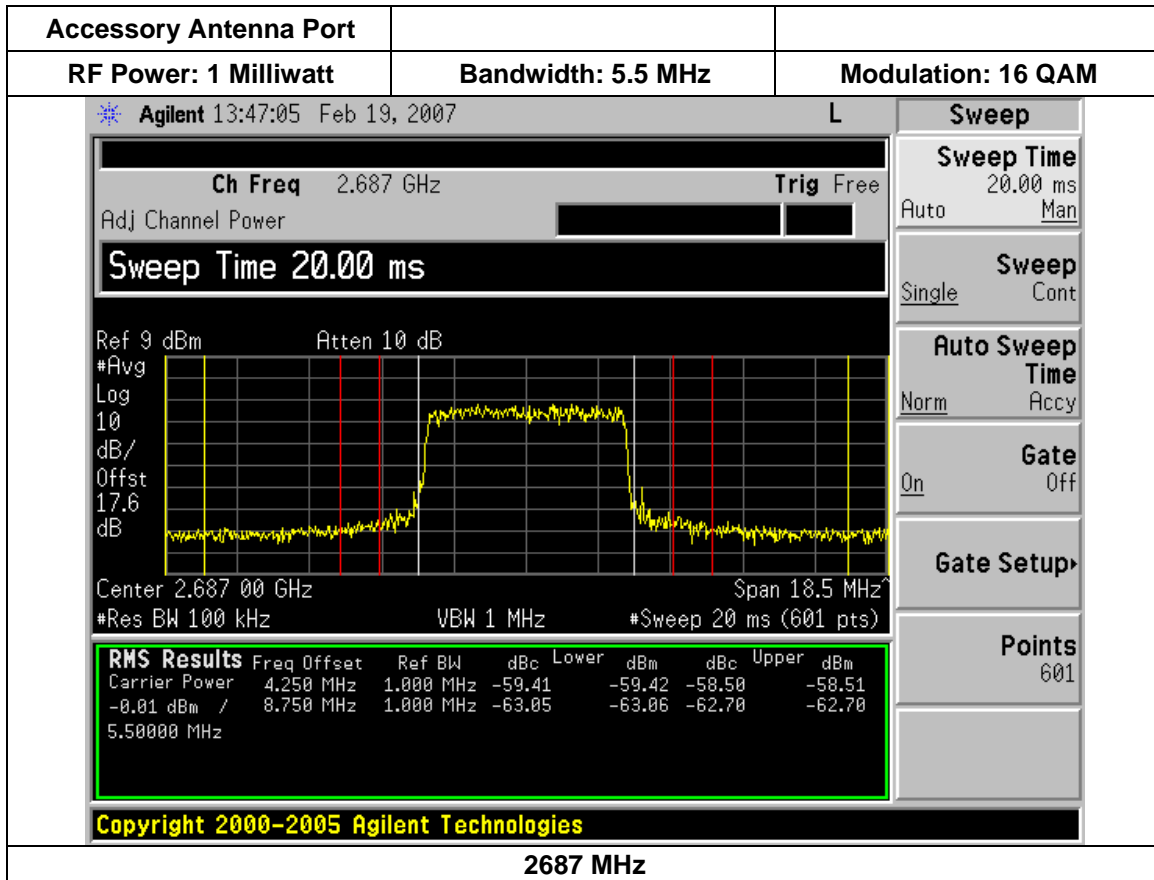 Accessory Antenna Port
RF Power: 1 Milliwatt Bandwidth: 5.5 MHz Modulation: 16 QAM
Agilent 13:47:05 Feb 19, 2007 L Sweep
Ch Freq 2.687 GHz Trig Free
Adj Channel Power
Sweep Time 20.00 ms
Sweep Time
20.00 ms
Auto Man
Sweep
Single Cont
Auto Sweep
Time
Norm Accy
Gate
On Off
Gate Setup
Points
601
Ref 9 dBm Atten 10 dB
#Avg
Log
10
dB/
Offst
17.6
dB
Center 2.687 00 GHz Span 18.5 MHz^
#Res BW 100 kHz VBW 1 MHz #Sweep 20 ms (601 pts)
RMS Results Freq Offset Ref BW dBc Lower dBm dBc Upper dBm
Carrier Power 4.250 MHz 1.000 MHz -59.41 -59.42 -58.50 -58.51
-0.01 dBm / 8.750 MHz 1.000 MHz -63.05 -63.06 -62.70 -62.70
5.50000 MHz
Copyright 2000-2005 Agilent Technologies
2687 MHz